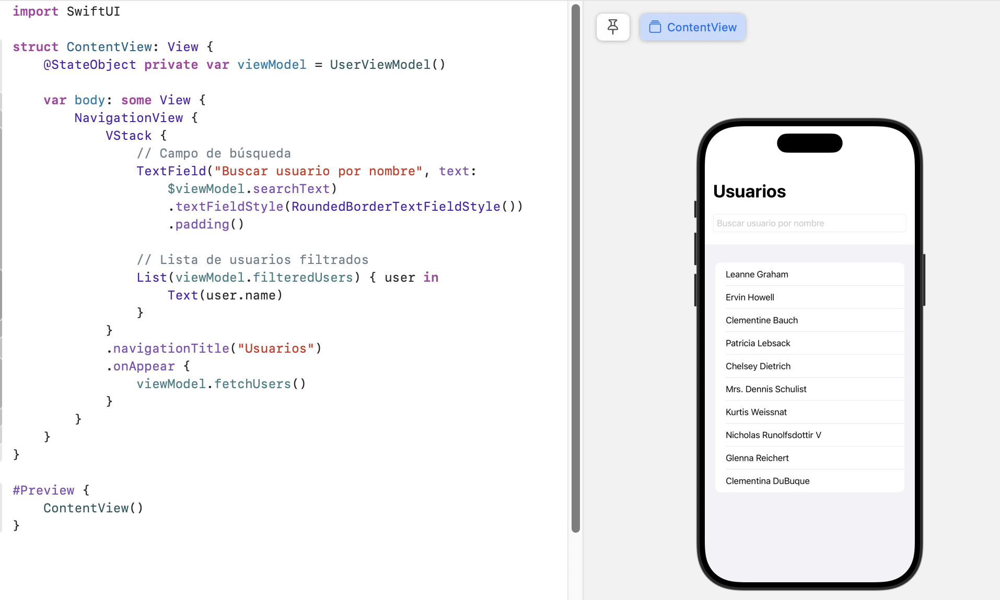 import SwiftUI
struct ContentView: View {
@StateObject private var viewModel = UserViewModel()
var body: some View {
NavigationView {
VStack {
// Campo de búsqueda
TextField("Buscar usuario por nombre", text:
$viewModel.searchText)
.textFieldStyle(RoundedBorderTextFieldStyle())
.padding()
// Lista de usuarios filtrados
List(viewModel.filteredUsers) { user in
Text(user.name)
}
}
.navigationTitle("Usuarios")
.onAppear {
viewModel.fetchUsers()
}
}
}
}
#Preview {
ContentView()
}
ContentView
Usuarios
Buscar usuario por nombre
Leanne Graham
Ervin Howell
Clementine Bauch
Patricia Lebsack
Chelsey Dietrich
Mrs. Dennis Schulist
Kurtis Weissnat
Nicholas Runolfsdottir V
Glenna Reichert
Clementina DuBuque